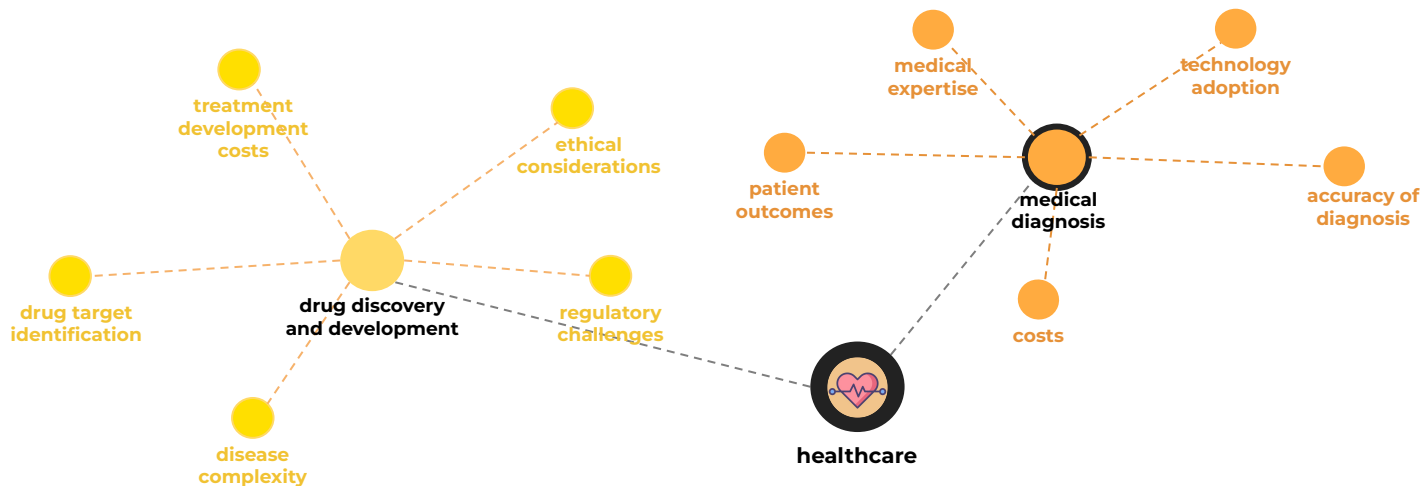 medical
expertise
technology
adoption
treatment
development
costs
ethical
considerations
patient
outcomes
medical
diagnosis
accuracy of
diagnosis
drug target
identification
drug discovery
and development
regulatory
challenges
costs
disease
complexity
healthcare